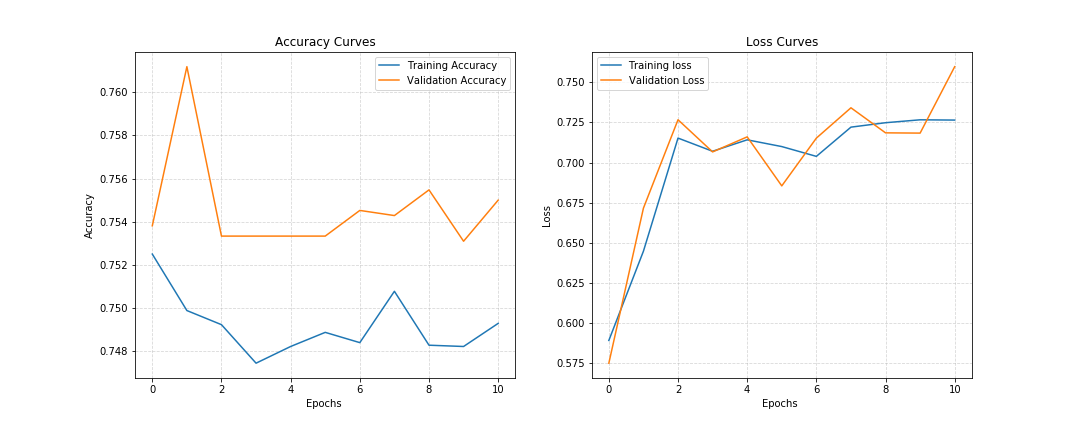 Accuracy Curves
Training Accuracy
Validation Accuracy
0.760
0.758
0.756
0.754
0.752
0.750
0.748
Accuracy
0 2 4 6 8 10
Epochs
Loss Curves
Training loss
Validation Loss
0.750
0.725
0.700
0.675
0.650
0.625
0.600
0.575
Loss
0 2 4 6 8 10
Epochs